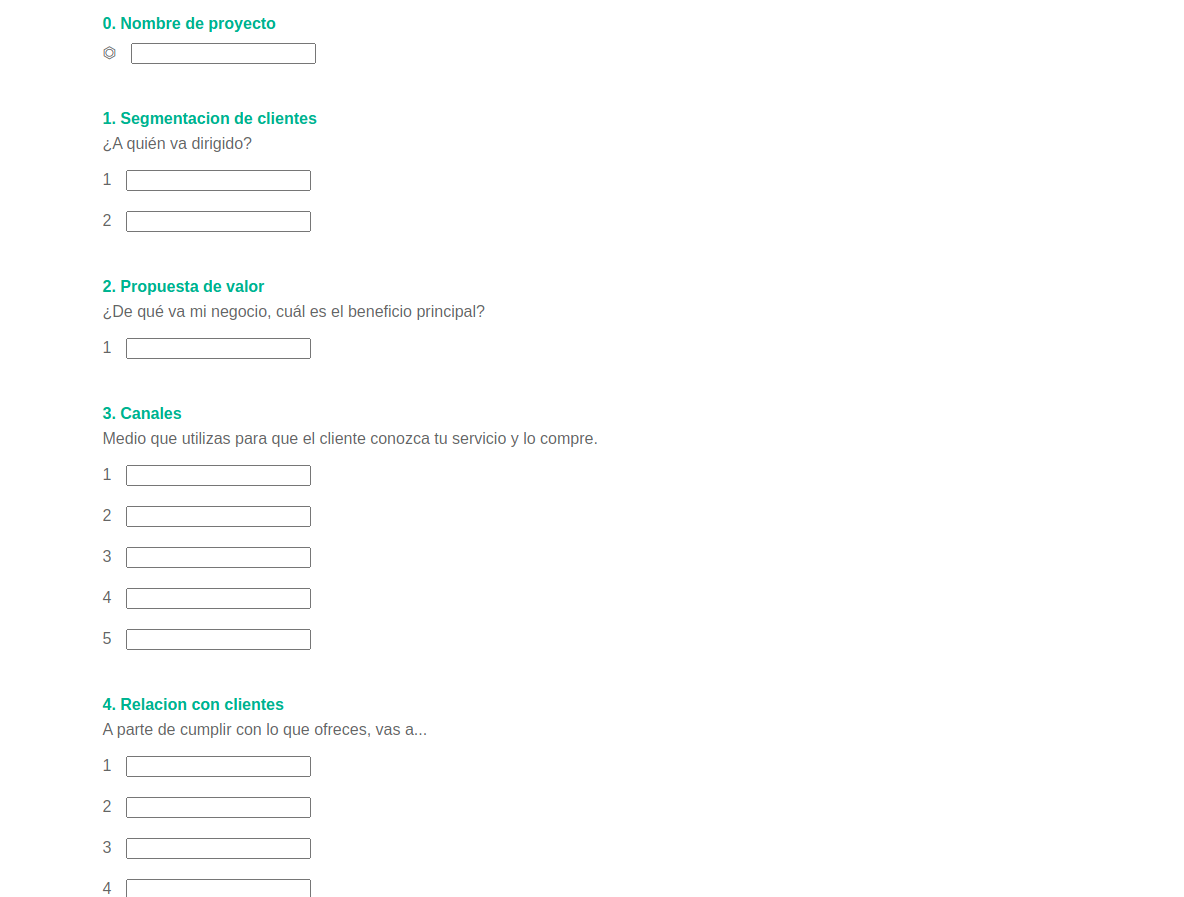 0. Nombre de proyecto
1. Segmentacion de clientes
¿A quién va dirigido?
1
2
2. Propuesta de valor
¿De qué va mi negocio, cuál es el beneficio principal?
1
3. Canales
Medio que utilizas para que el cliente conozca tu servicio y lo compre.
1
2
3
4
5
4. Relacion con clientes
A parte de cumplir con lo que ofreces, vas a...
1
2
3
4